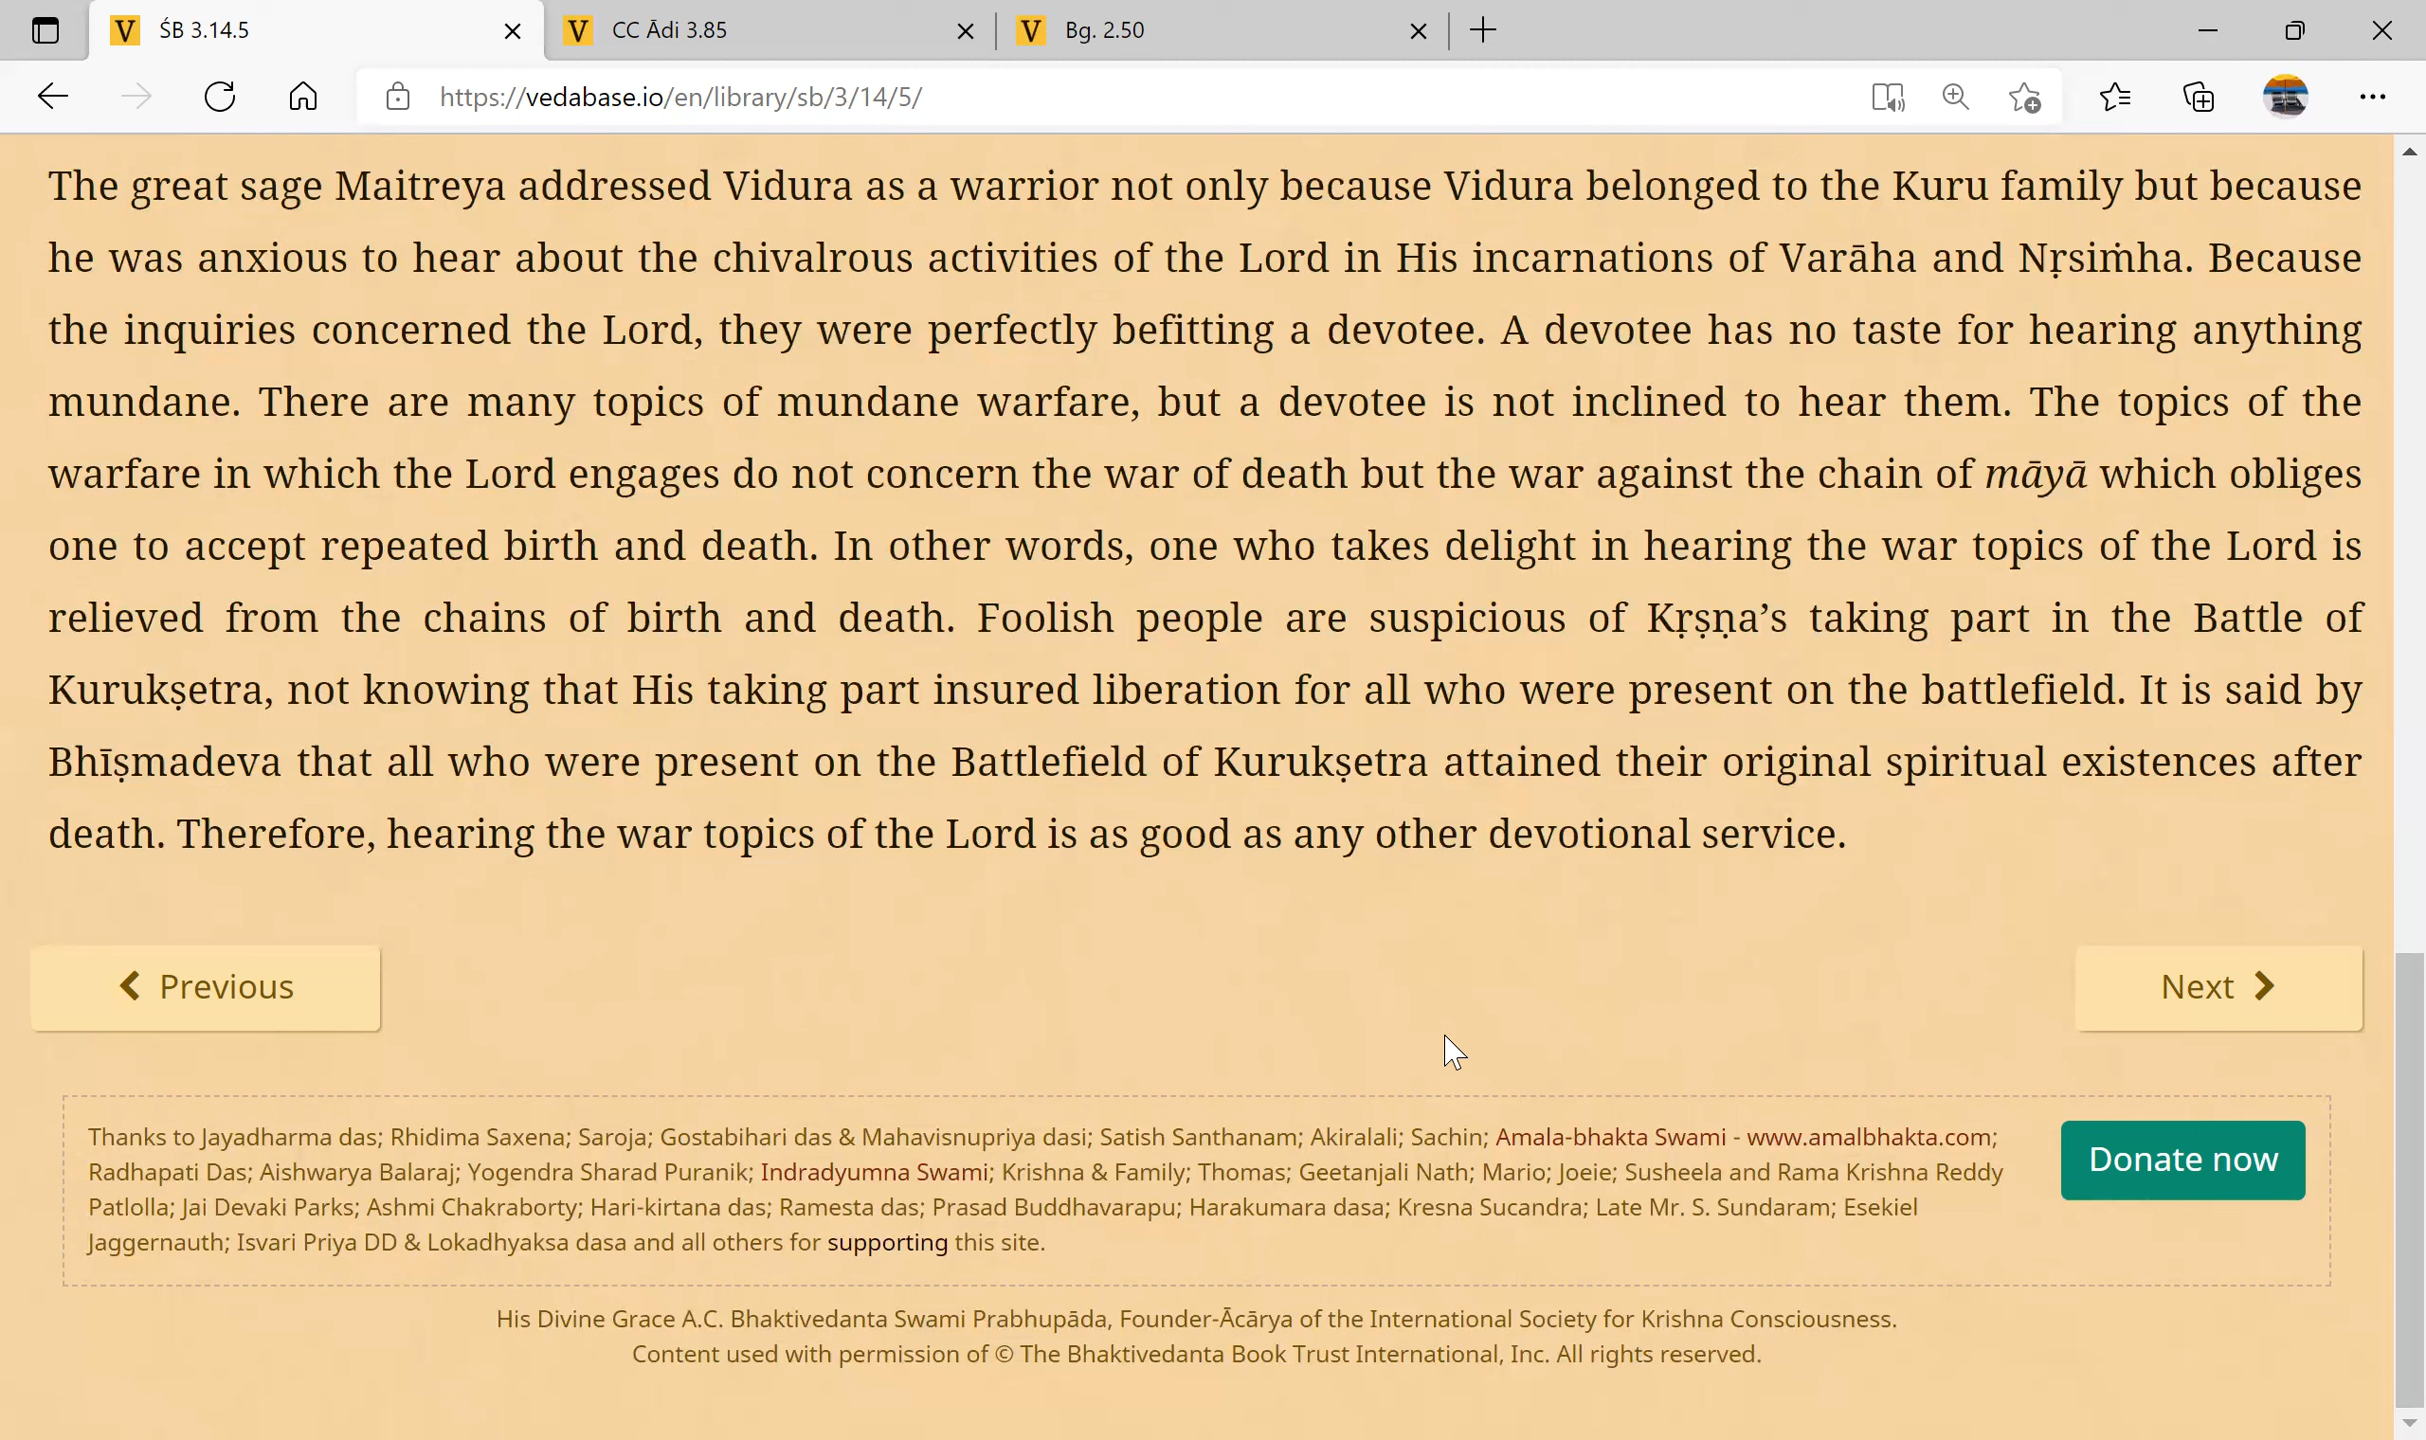 ŚB 3.14.5
CC Ādi 3.85
Bg. 2.50
https://vedabase.io/en/library/sb/3/14/5/
The great sage Maitreya addressed Vidura as a warrior not only because Vidura belonged to the Kuru family but because
he was anxious to hear about the chivalrous activities of the Lord in His incarnations of Varāha and Nṛsiṁha. Because
the inquiries concerned the Lord, they were perfectly befitting a devotee. A devotee has no taste for hearing anything
mundane. There are many topics of mundane warfare, but a devotee is not inclined to hear them. The topics of the
warfare in which the Lord engages do not concern the war of death but the war against the chain of māyā which obliges
one to accept repeated birth and death. In other words, one who takes delight in hearing the war topics of the Lord is
relieved from the chains of birth and death. Foolish people are suspicious of Kṛṣṇa’s taking part in the Battle of
Kurukṣetra, not knowing that His taking part insured liberation for all who were present on the battlefield. It is said by
Bhīṣmadeva that all who were present on the Battlefield of Kurukṣetra attained their original spiritual existences after
death. Therefore, hearing the war topics of the Lord is as good as any other devotional service.
Previous
Next
Thanks to Jayadharma das; Rhidima Saxena; Saroja; Gostabihari das & Mahavisnupriya dasi; Satish Santhanam; Akiralali; Sachin; Amala-bhakta Swami - www.amalbhakta.com;
Radhapati Das; Aishwarya Balaraj; Yogendra Sharad Puranik; Indradyumna Swami; Krishna & Family; Thomas; Geetanjali Nath; Mario; Joeie; Susheela and Rama Krishna Reddy
Patlolla; Jai Devaki Parks; Ashmi Chakraborty; Hari-kirtana das; Ramesta das; Prasad Buddhavarapu; Harakumara dasa; Kresna Sucandra; Late Mr. S. Sundaram; Esekiel
Jaggernauth; Isvari Priya DD & Lokadhyaksa dasa and all others for supporting this site.
Donate now
His Divine Grace A.C. Bhaktivedanta Swami Prabhupāda, Founder-Ācārya of the International Society for Krishna Consciousness.
Content used with permission of © The Bhaktivedanta Book Trust International, Inc. All rights reserved.